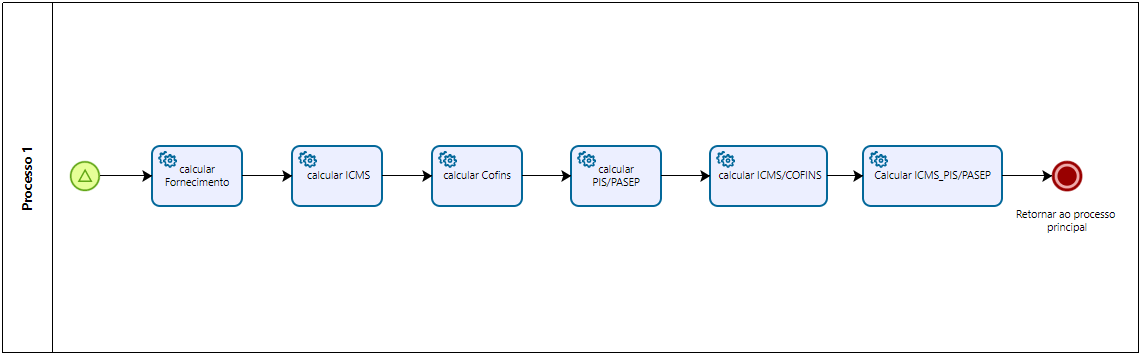 Processo 1
calcular
Fornecimento
calcular ICMS
calcular Cofins
calcular
PIS/PASEP
calcular ICMS/COFINS
Calcular ICMS_PIS/PASEP
Retornar ao processo
principal